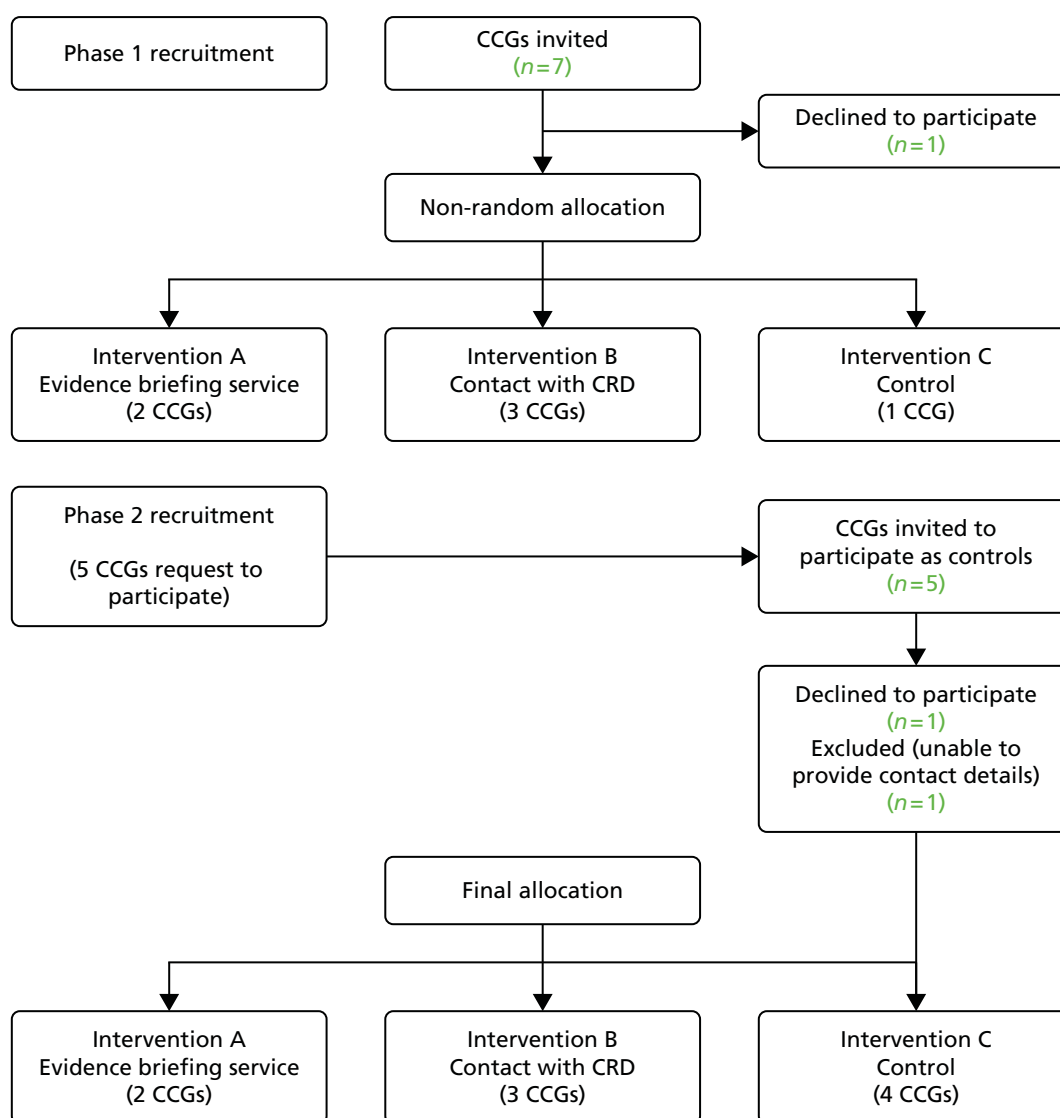 Phase 1 recruitment
CCGs invited
(n=7)
Declined to participate
(n=1)
Non-random allocation
Intervention A
Evidence briefing service
(2 CCGs)
Intervention B
Contact with CRD
(3 CCGs)
Intervention C
Control
(1 CCG)
Phase 2 recruitment
(5 CCGs request to
participate)
CCGs invited to
participate as controls
(n=5)
Declined to participate
(n=1)
Excluded (unable to
provide contact details)
(n=1)
Final allocation
Intervention A
Evidence briefing service
(2 CCGs)
Intervention B
Contact with CRD
(3 CCGs)
Intervention C
Control
(4 CCGs)